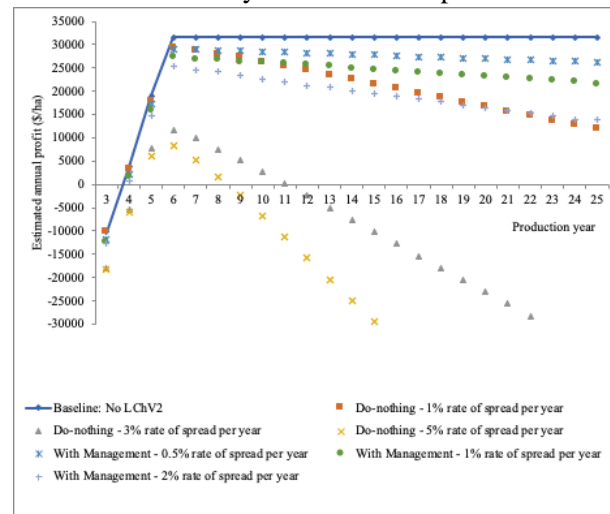 Estimated annual profit ($/ha)
35000
30000
25000
20000
15000
10000
5000
0
-5000
-10000
-15000
-20000
-25000
-30000
3 4 5 6 7 8 9 10 11 12 13 14 15 16 17 18 19 20 21 22 23 24 25
Production year
Baseline: No LChV2
Do-nothing - 1% rate of spread per year
Do-nothing - 3% rate of spread per year
Do-nothing - 5% rate of spread per year
With Management - 0.5% rate of spread per year
With Management - 1% rate of spread per year
With Management - 2% rate of spread per year